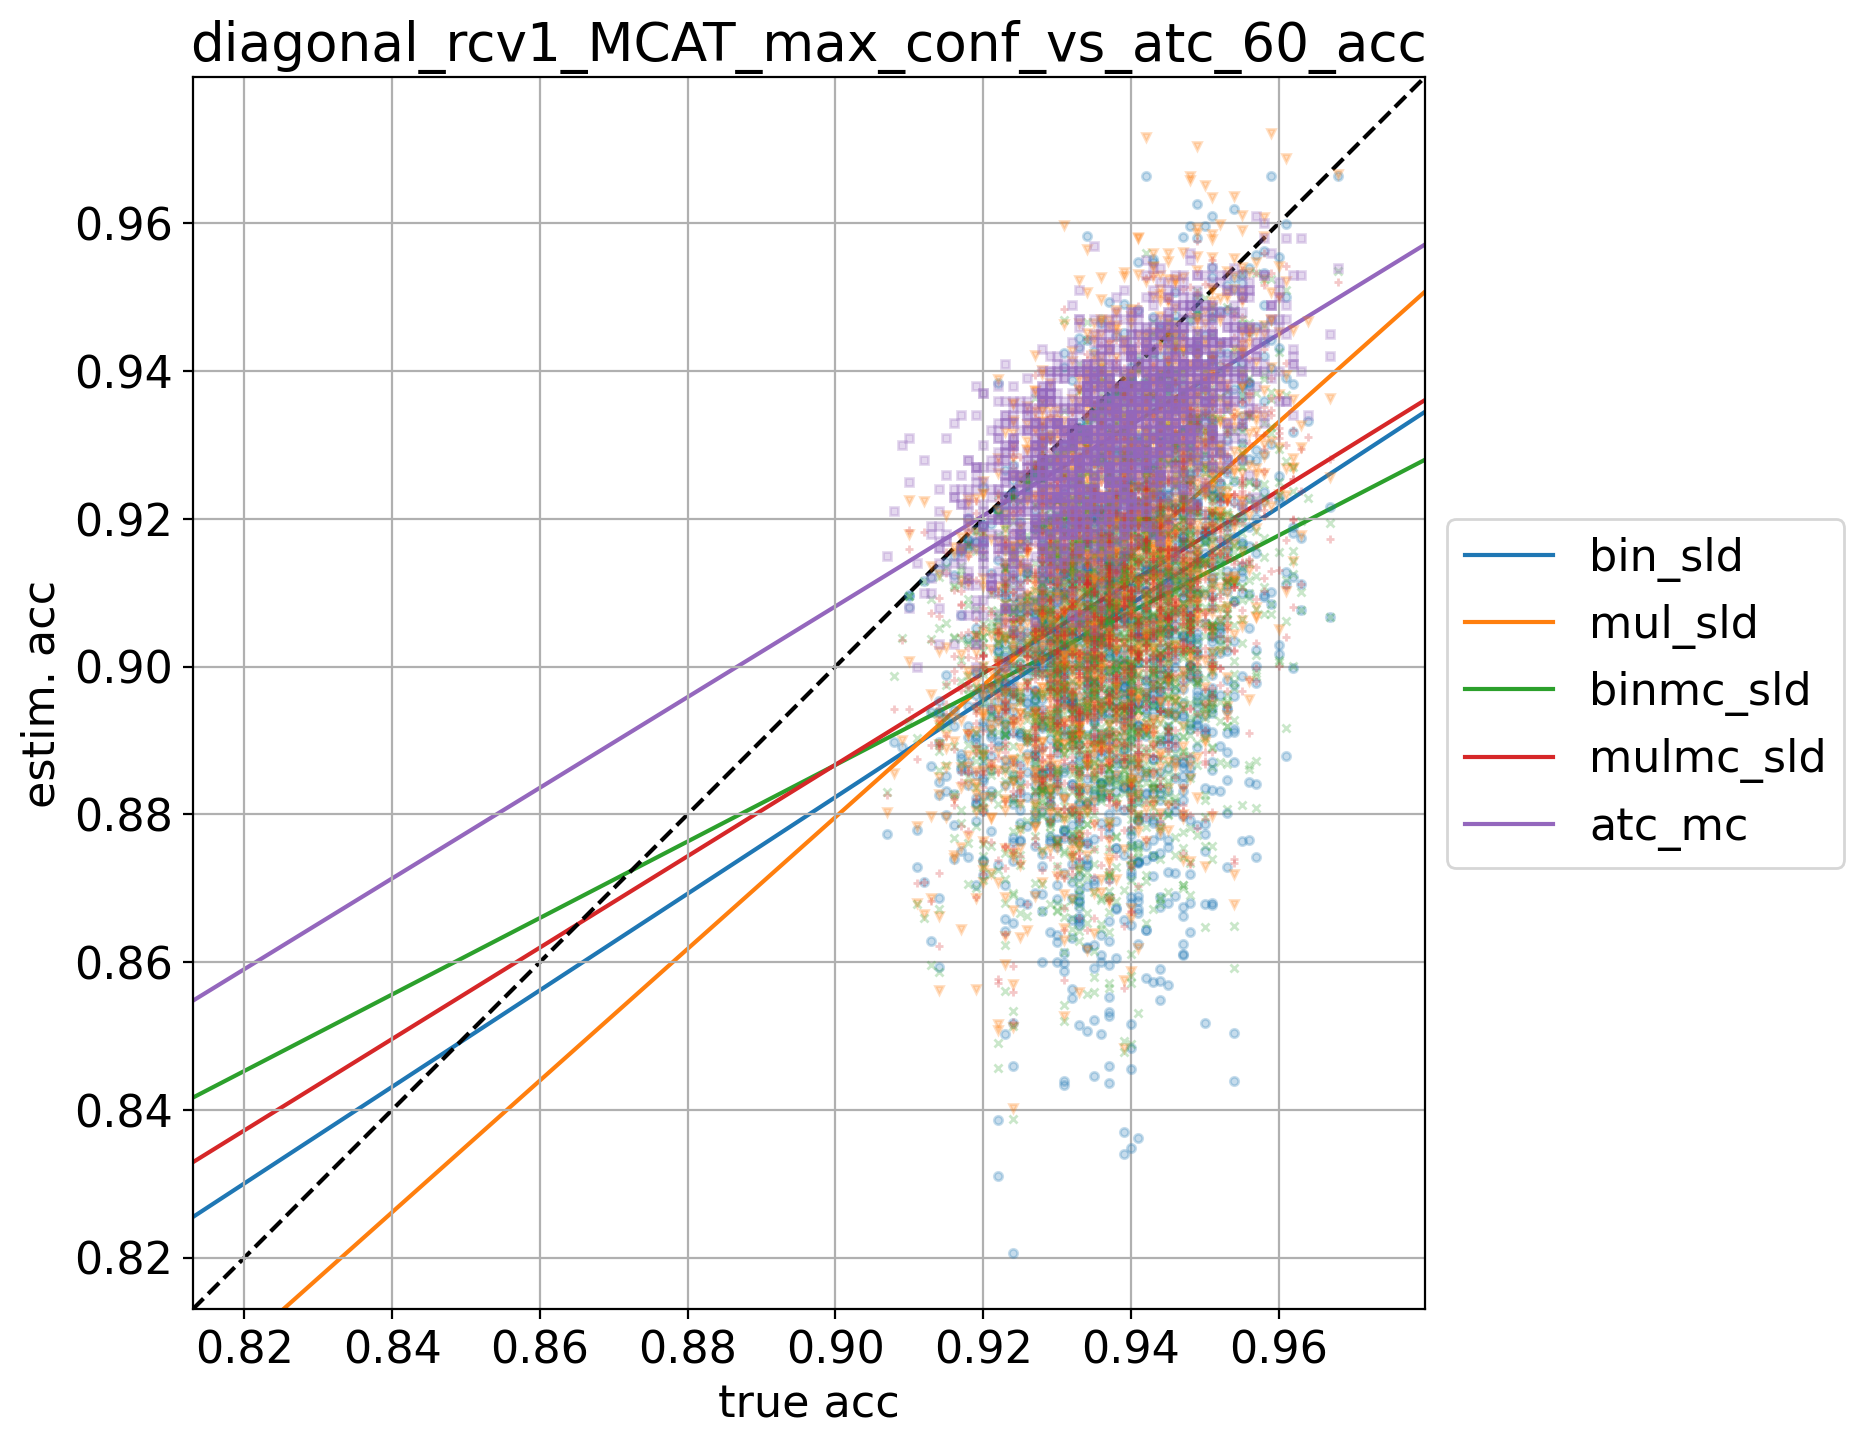 diagonal_rcv1_MCAT_max_conf_vs_atc_60_acc
estim. acc
0.96
0.94
0.92
0.90
0.88
0.86
0.84
0.82
0.82 0.84 0.86 0.88 0.90 0.92 0.94 0.96
true acc
bin_sld
mul_sld
binmc_sld
mulmc_sld
atc_mc